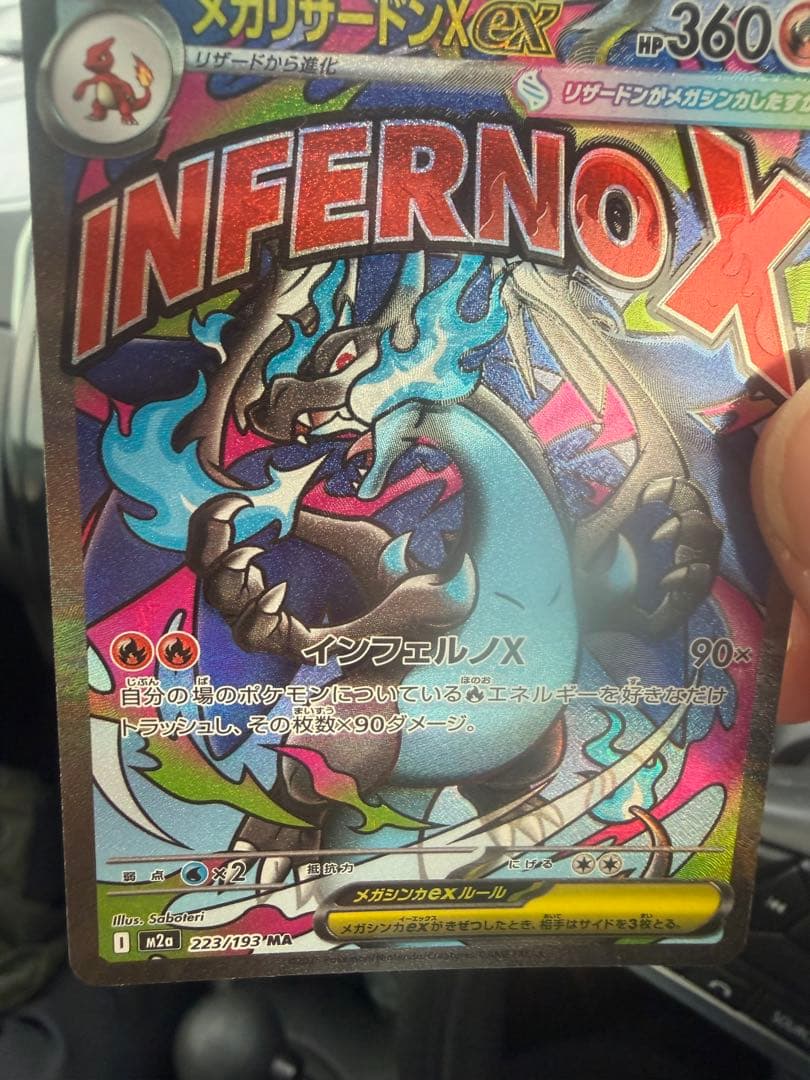 メガリザードンXex HP360
リザードから進化
リザードンがメガシンカしたす
INFERNO X
インフェルノX 90×
自分の場のポケモンについているエネルギーを好きなだけ
トラッシュし、その枚数×90ダメージ。
弱点 ×2 抵抗力 にげる
メガシンカexルール
メガシンカexがきぜつしたとき、相手はサイドを3枚とる。
Illus. Saboteri
I m2a 223/193 MA
Pokémon/Nintendo/Creatures